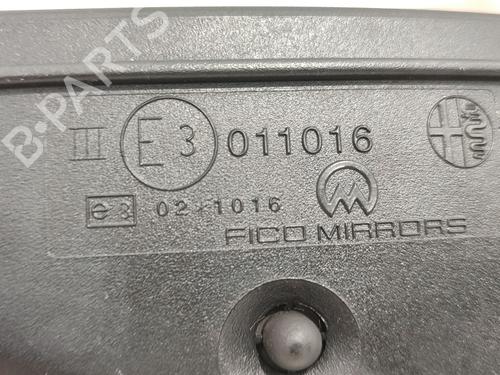 B-PARTS
III E3 011016
e3 02*1016
FICO MIRRORS